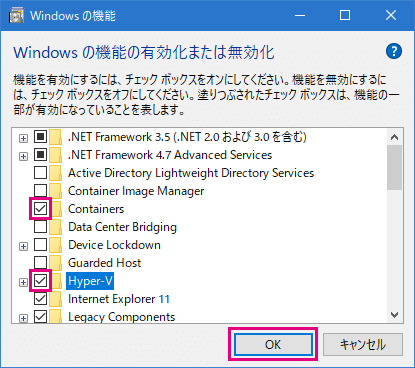 Windows の機能
Windows の機能の有効化または無効化
機能を有効にするには、チェック ボックスをオンにしてください。機能を無効にするに
は、チェック ボックスをオフにしてください。塗りつぶされたチェック ボックスは、機能の一
部が有効になっていることを表します。
.NET Framework 3.5 (.NET 2.0 および 3.0 を含む)
.NET Framework 4.7 Advanced Services
Active Directory Lightweight Directory Services
Container Image Manager
Containers
Data Center Bridging
Device Lockdown
Guarded Host
Hyper-V
Internet Explorer 11
Legacy Components
OK
キャンセル